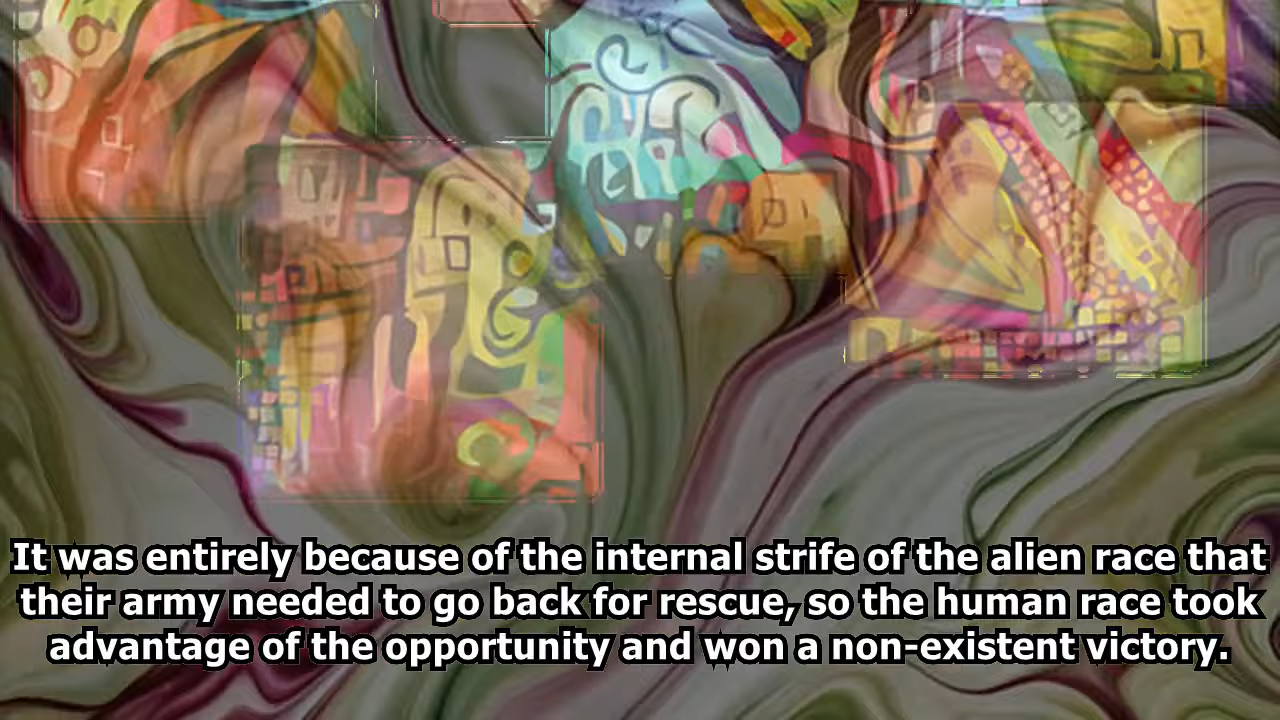 It was entirely because of the internal strife of the alien race that
their army needed to go back for rescue, so the human race took
advantage of the opportunity and won a non-existent victory.